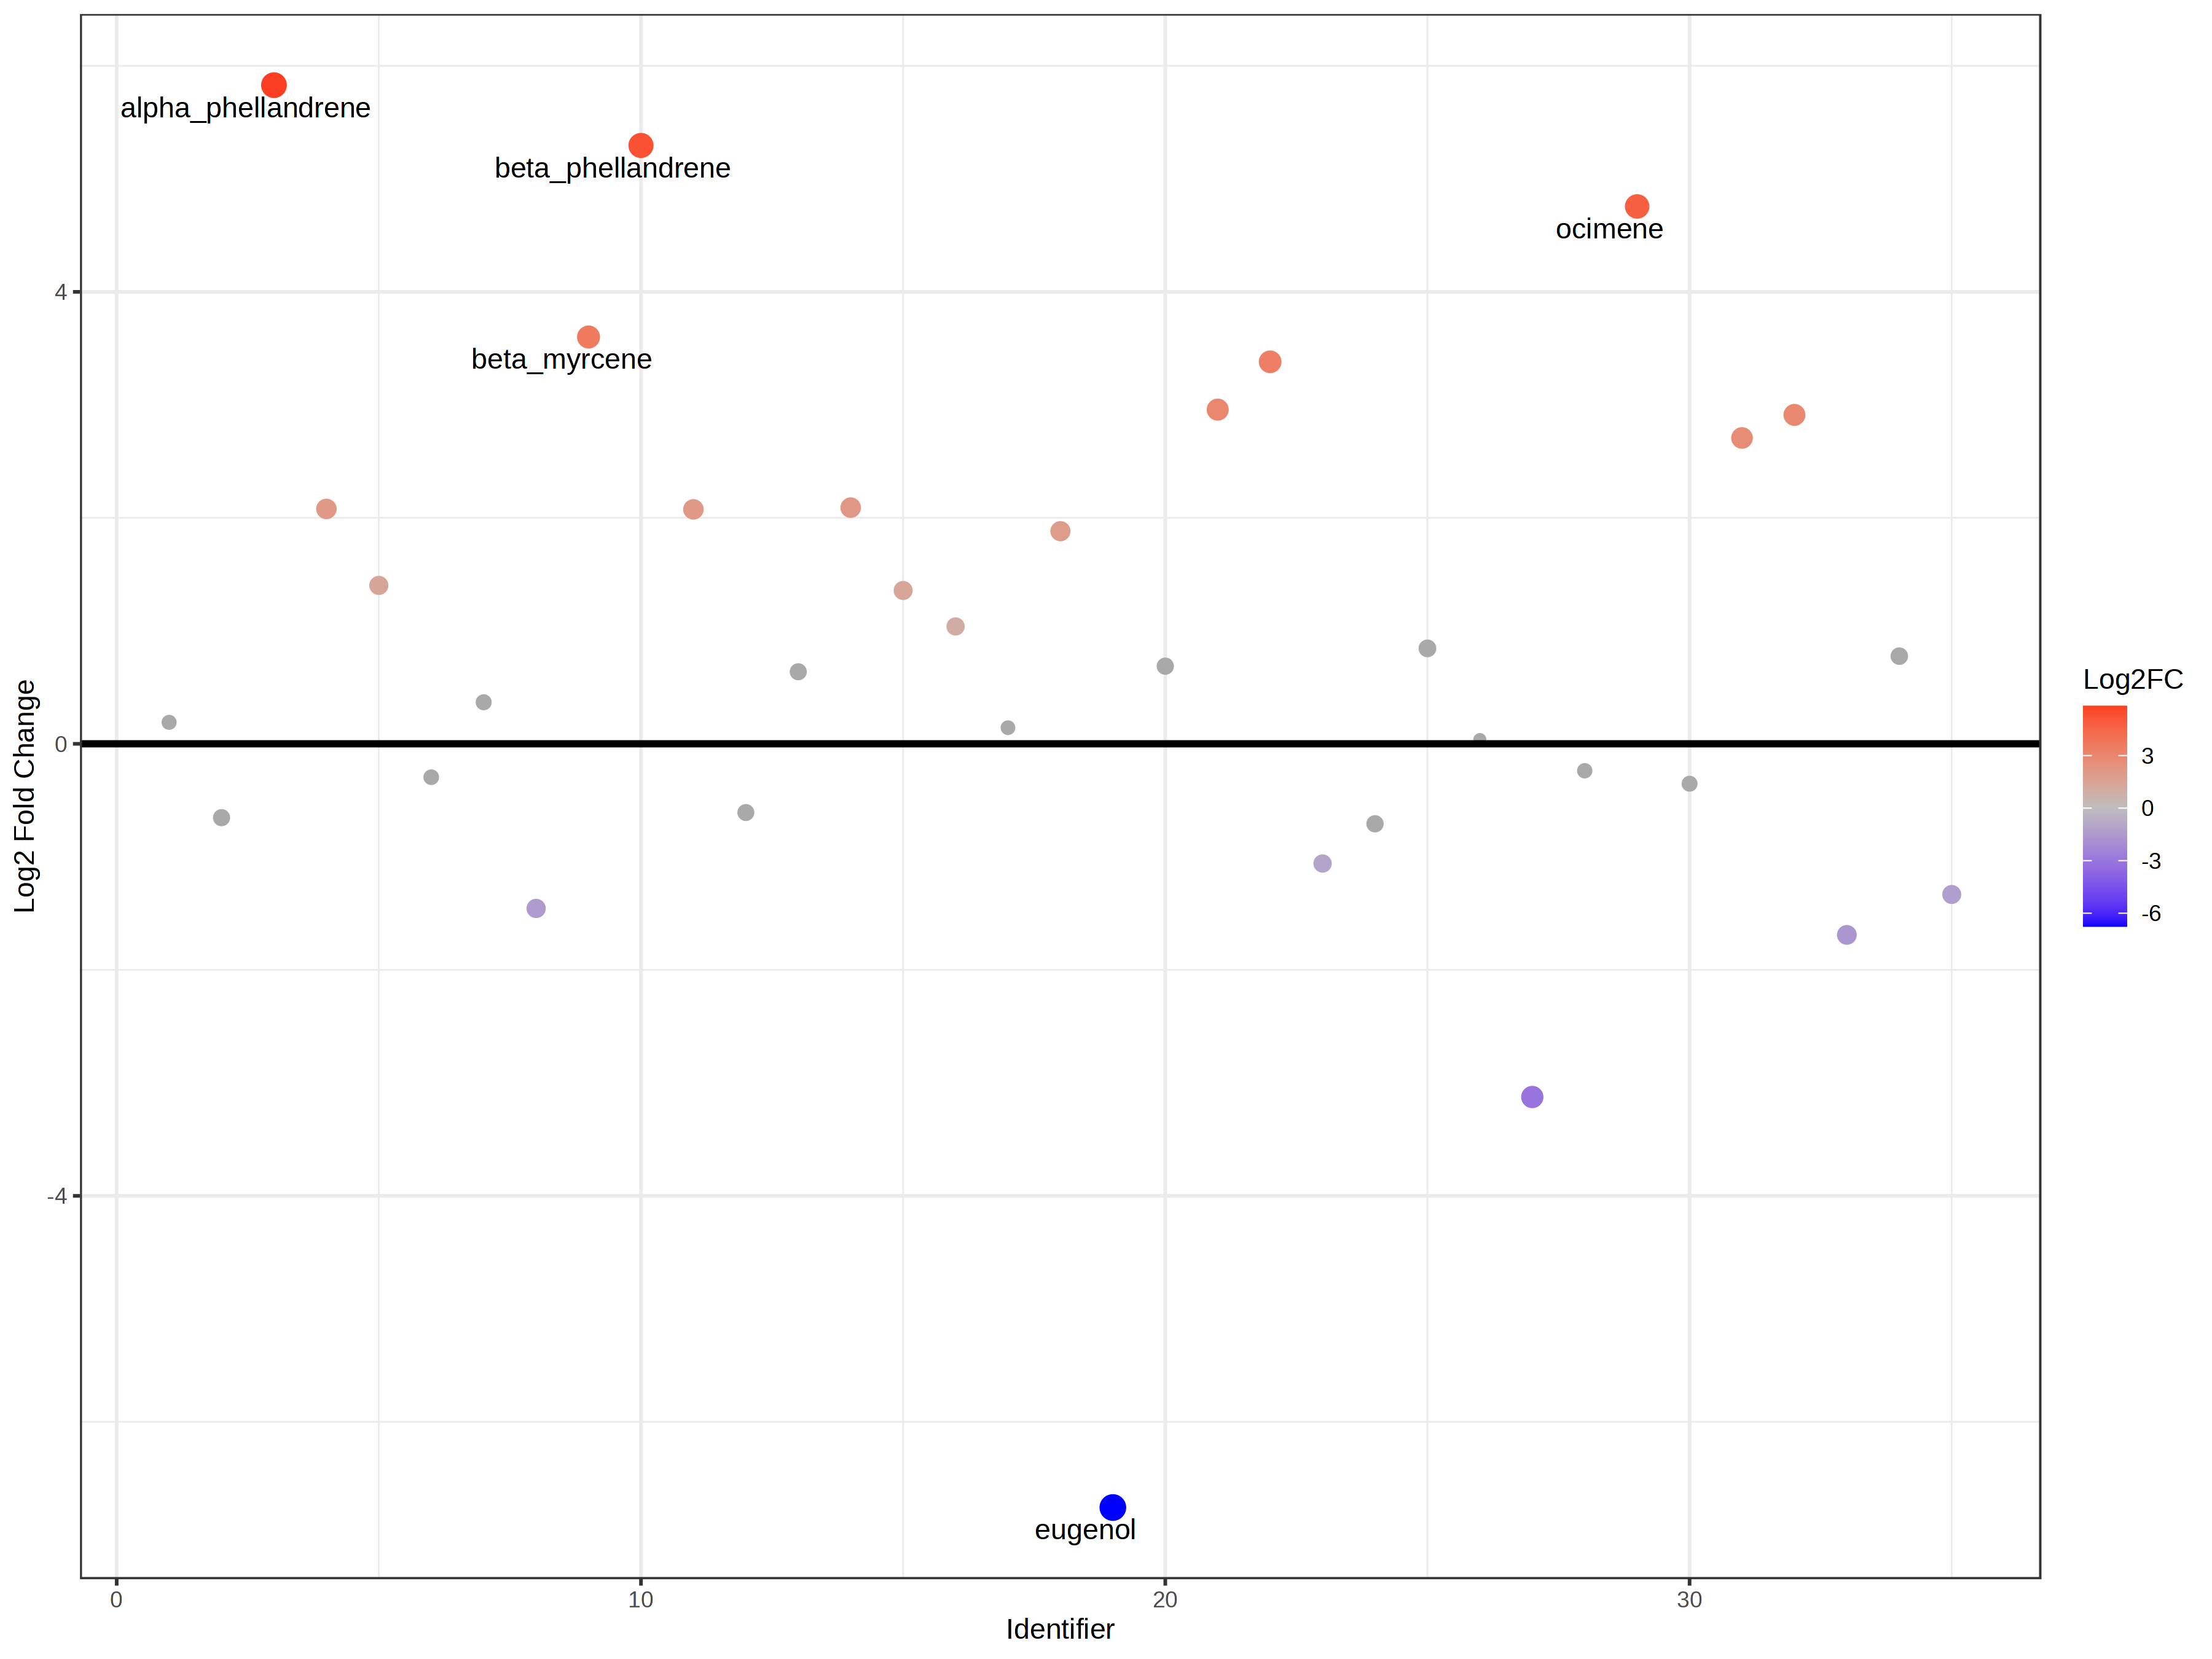 alpha_phellandrene
beta_phellandrene
ocimene
4
beta_myrcene
Log2 Fold Change
0
Log2FC
3
0
-3
-6
-4
eugenol
0
10
20
30
Identifier